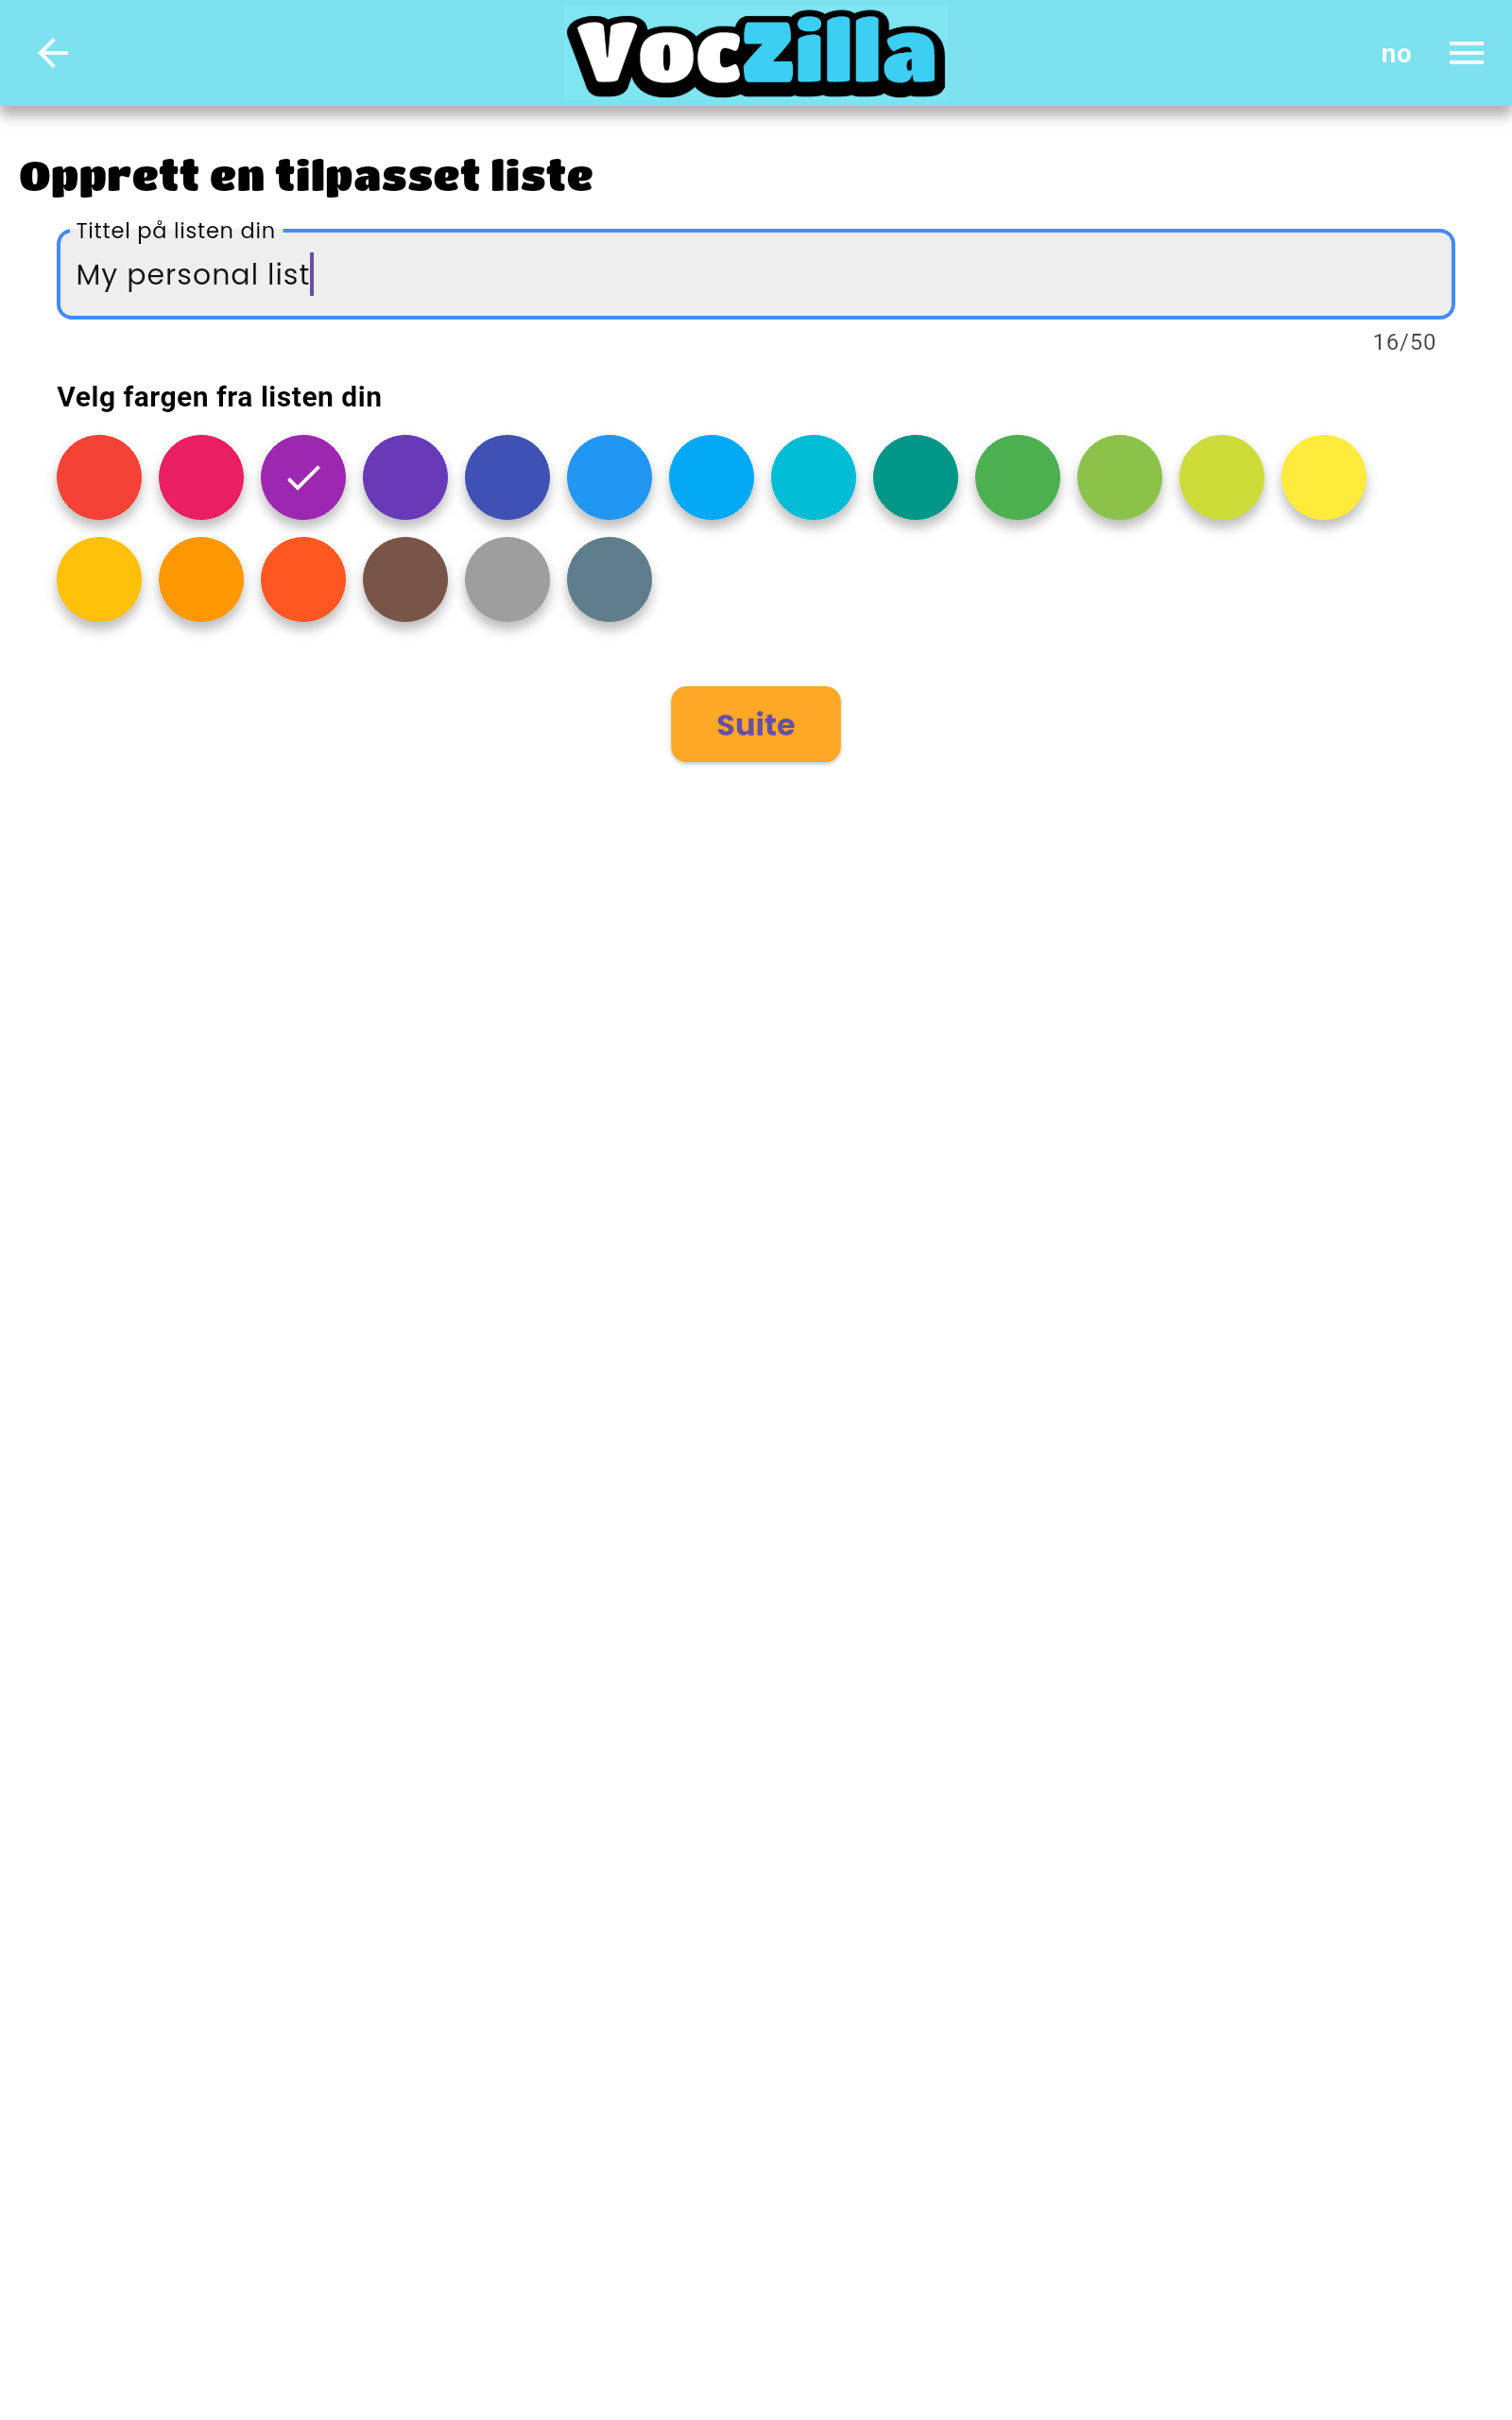 VocZilla
no
Opprett en tilpasset liste
Tittel på listen din
My personal list
16/50
Velg fargen fra listen din
Suite